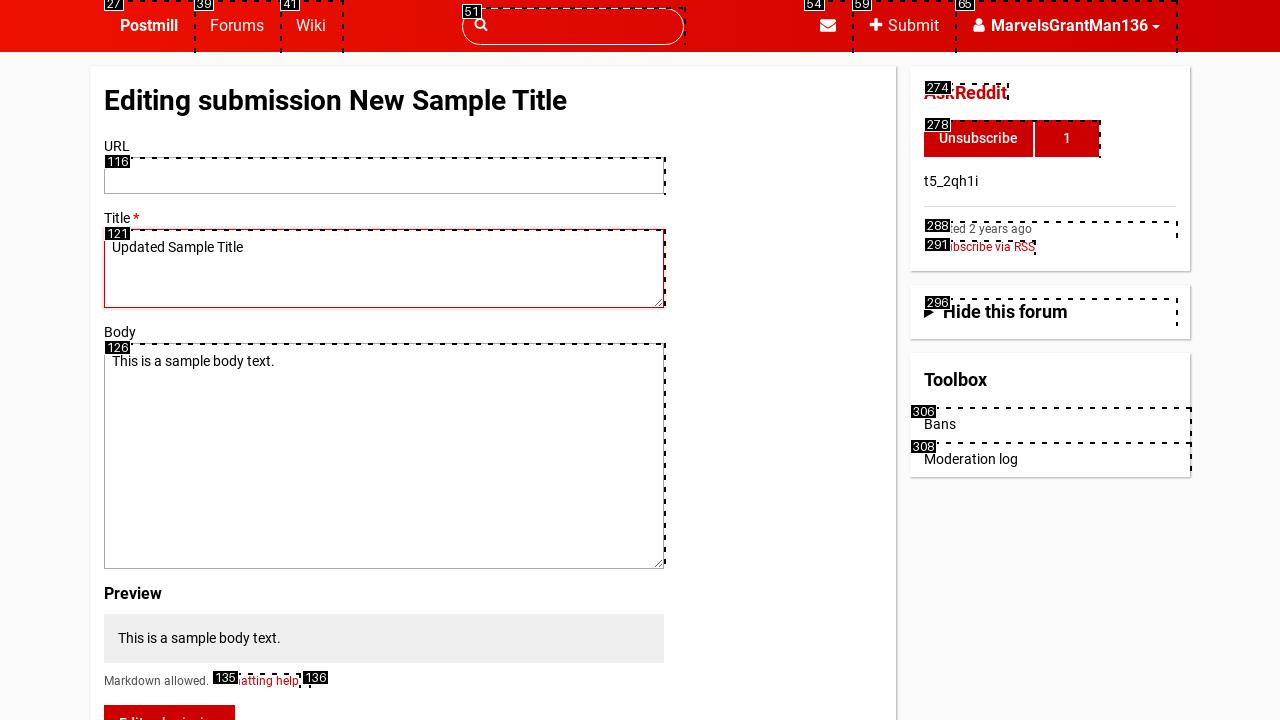 27 39 41 51 54 59 65
Postmill Forums Wiki Submit MarvelsGrantMan136
Editing submission New Sample Title
URL
116
Title *
121
Updated Sample Title
Body
126
This is a sample body text.
Preview
This is a sample body text.
Markdown allowed. 135 atting help 136
274
AskReddit
278
Unsubscribe 1
t5_2qh1i
288 ted 2 years ago
291 bscribe via RSS
296
Hide this forum
Toolbox
306
Bans
308
Moderation log